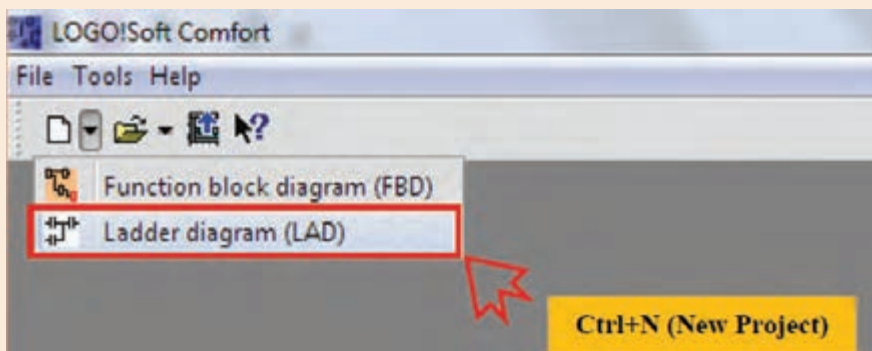 LOGO!Soft Comfort
File Tools Help
Function block diagram (FBD)
Ladder diagram (LAD)
Ctrl+N (New Project)